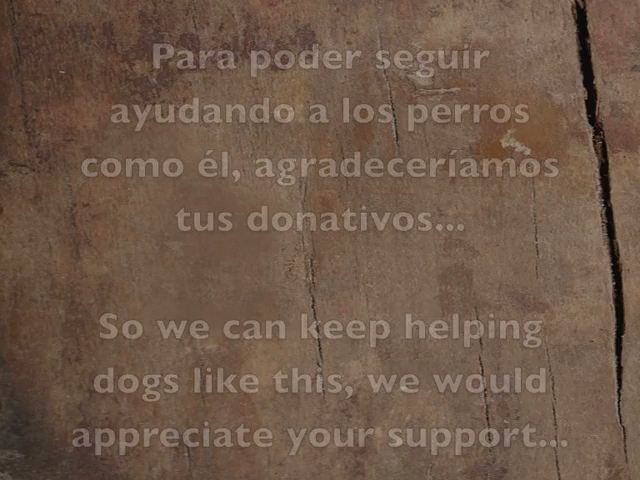 Para poder seguir
ayudando a los perros
como él, agradeceríamos
tus donativos...
So we can keep helping
dogs like this, we would
appreciate your support...